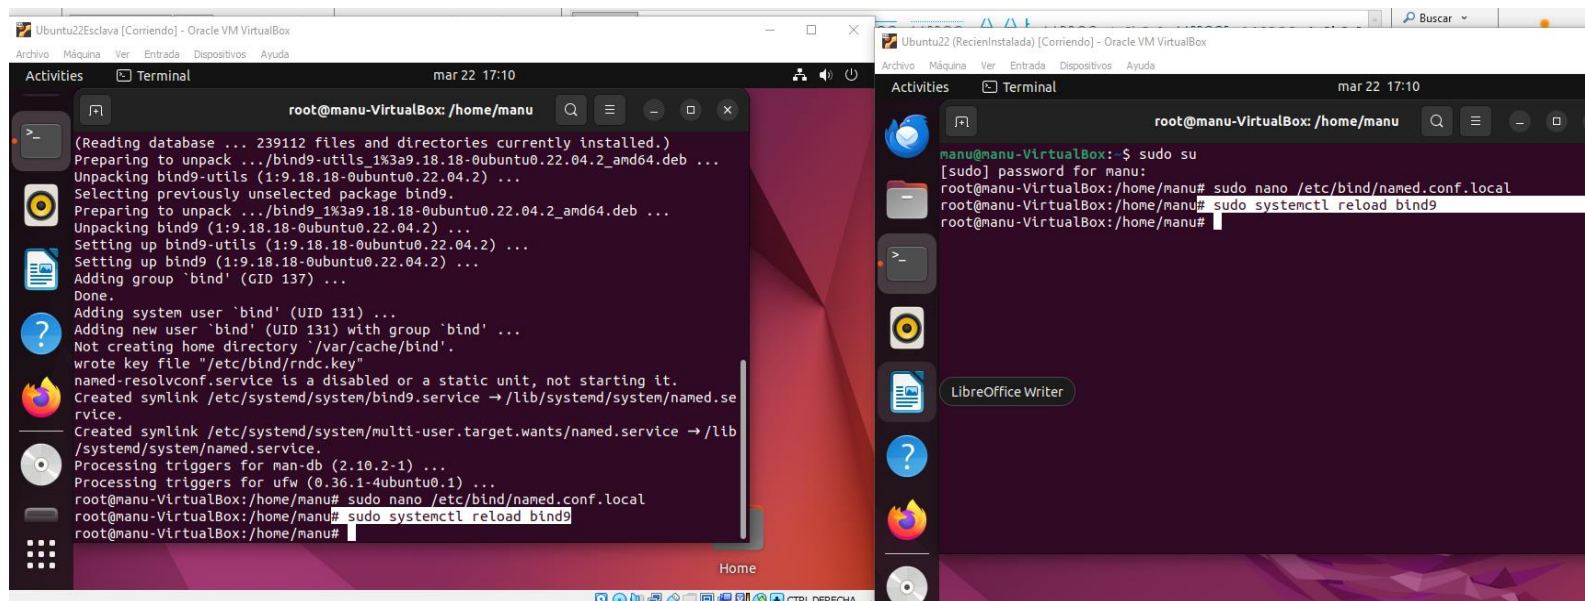 Buscar
Ubuntu22Esclava [Corriendo] - Oracle VM VirtualBox
Archivo Máquina Ver Entrada Dispositivos Ayuda
Activities Terminal mar 22 17:10
root@manu-VirtualBox: /home/manu
(Reading database ... 239112 files and directories currently installed.)
Preparing to unpack .../bind9-utils_1%3a9.18.18-0ubuntu0.22.04.2_amd64.deb ...
Unpacking bind9-utils (1:9.18.18-0ubuntu0.22.04.2) ...
Selecting previously unselected package bind9.
Preparing to unpack .../bind9_1%3a9.18.18-0ubuntu0.22.04.2_amd64.deb ...
Unpacking bind9 (1:9.18.18-0ubuntu0.22.04.2) ...
Setting up bind9-utils (1:9.18.18-0ubuntu0.22.04.2) ...
Setting up bind9 (1:9.18.18-0ubuntu0.22.04.2) ...
Adding group `bind' (GID 137) ...
Done.
Adding system user `bind' (UID 131) ...
Adding new user `bind' (UID 131) with group `bind' ...
Not creating home directory `/var/cache/bind'.
wrote key file "/etc/bind/rndc.key"
named-resolvconf.service is a disabled or a static unit, not starting it.
Created symlink /etc/systemd/system/bind9.service → /lib/systemd/system/named.se
rvice.
Created symlink /etc/systemd/system/multi-user.target.wants/named.service → /lib
/systemd/system/named.service.
Processing triggers for man-db (2.10.2-1) ...
Processing triggers for ufw (0.36.1-4ubuntu0.1) ...
root@manu-VirtualBox:/home/manu# sudo nano /etc/bind/named.conf.local
root@manu-VirtualBox:/home/manu# sudo systemctl reload bind9
root@manu-VirtualBox:/home/manu#
Home
CTRL DERECHA
Ubuntu22 (RecienInstalada) [Corriendo] - Oracle VM VirtualBox
Archivo Máquina Ver Entrada Dispositivos Ayuda
Activities Terminal mar 22 17:10
root@manu-VirtualBox: /home/manu
manu@manu-VirtualBox:~$ sudo su
[sudo] password for manu:
root@manu-VirtualBox:/home/manu# sudo nano /etc/bind/named.conf.local
root@manu-VirtualBox:/home/manu# sudo systemctl reload bind9
root@manu-VirtualBox:/home/manu#
LibreOffice Writer